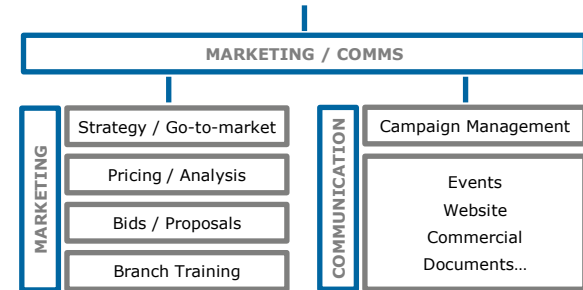 MARKETING / COMMS
MARKETING
Strategy / Go-to-market
Pricing / Analysis
Bids / Proposals
Branch Training
COMMUNICATION
Campaign Management
Events
Website
Commercial
Documents…